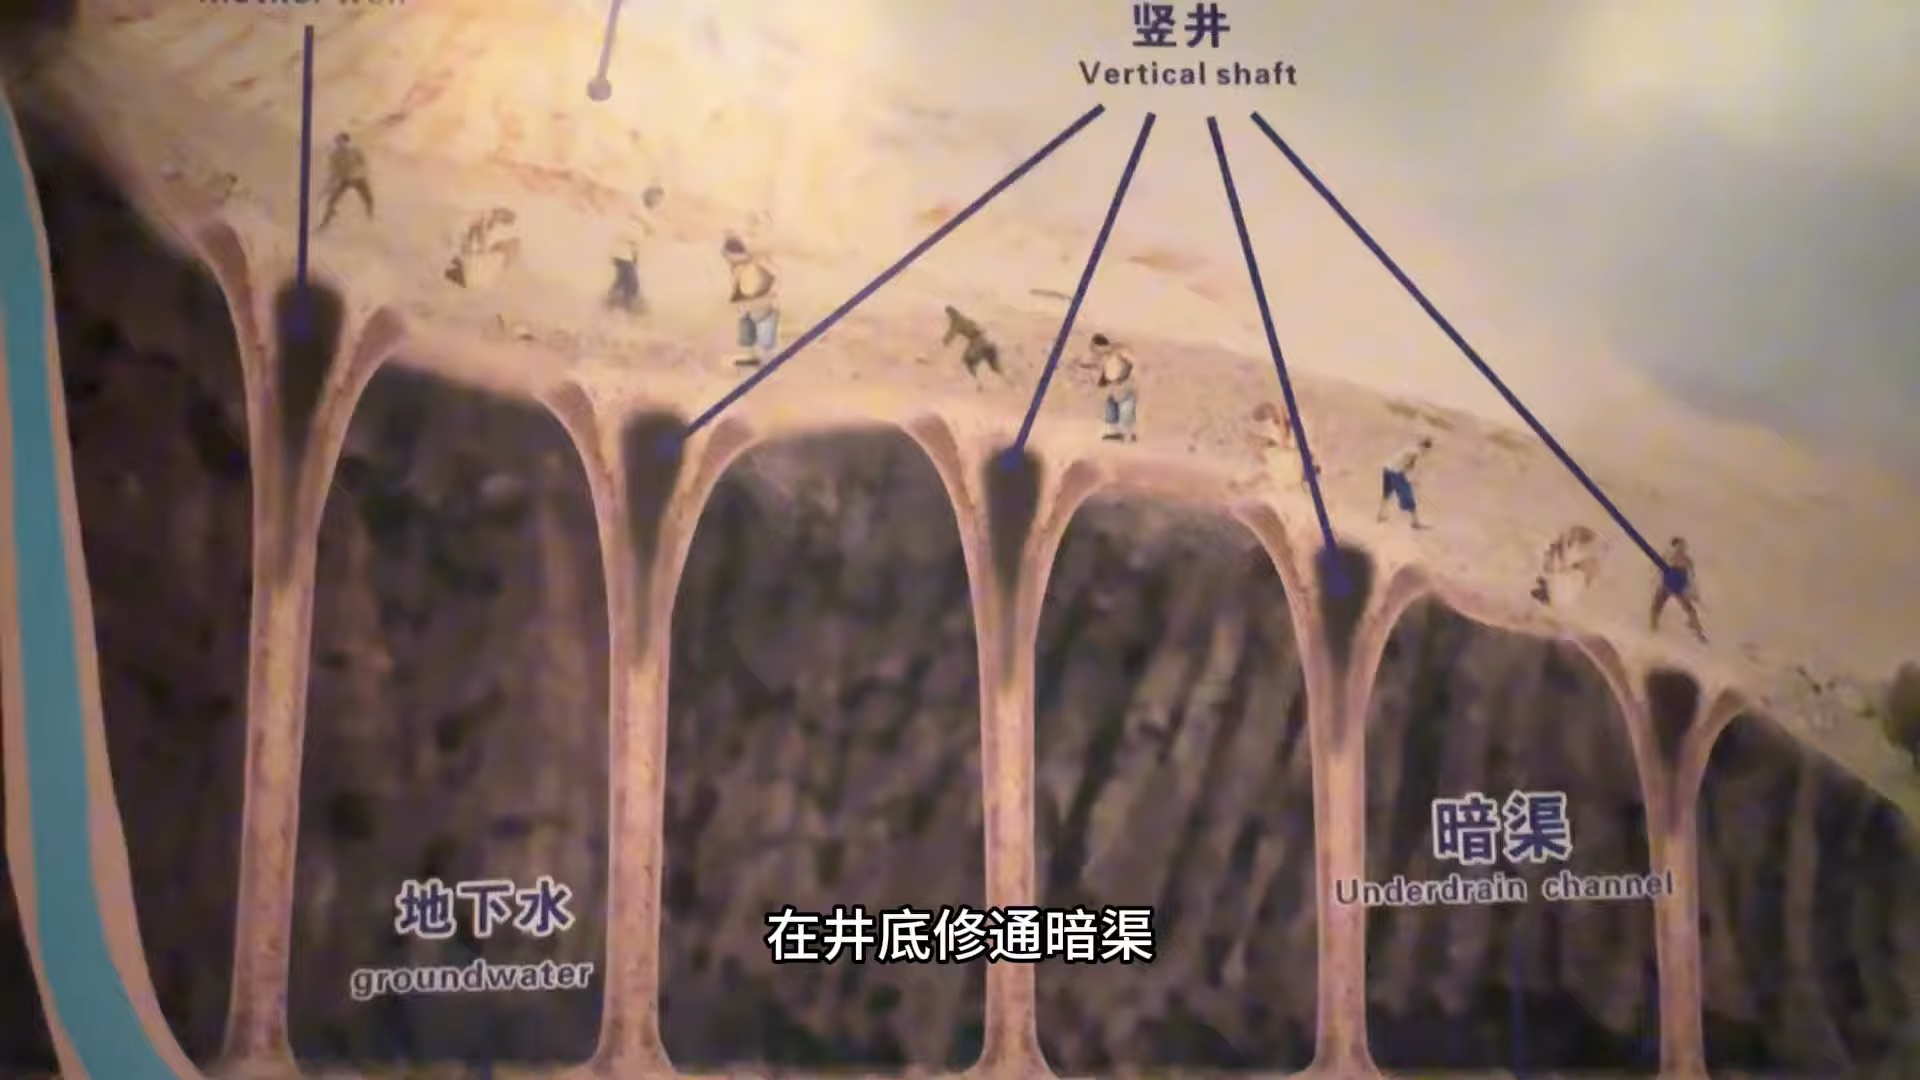 竖井
Vertical shaft
暗渠
Underdrain channel
地下水
groundwater
在井底修通暗渠